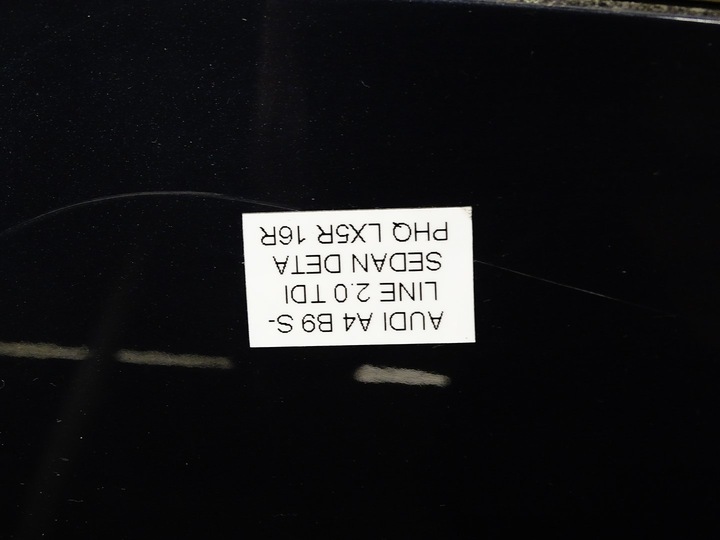 AUDI A4 B9 S-
LINE 2.0 TDI
SEDAN DETA
PHQ LX5R 16R